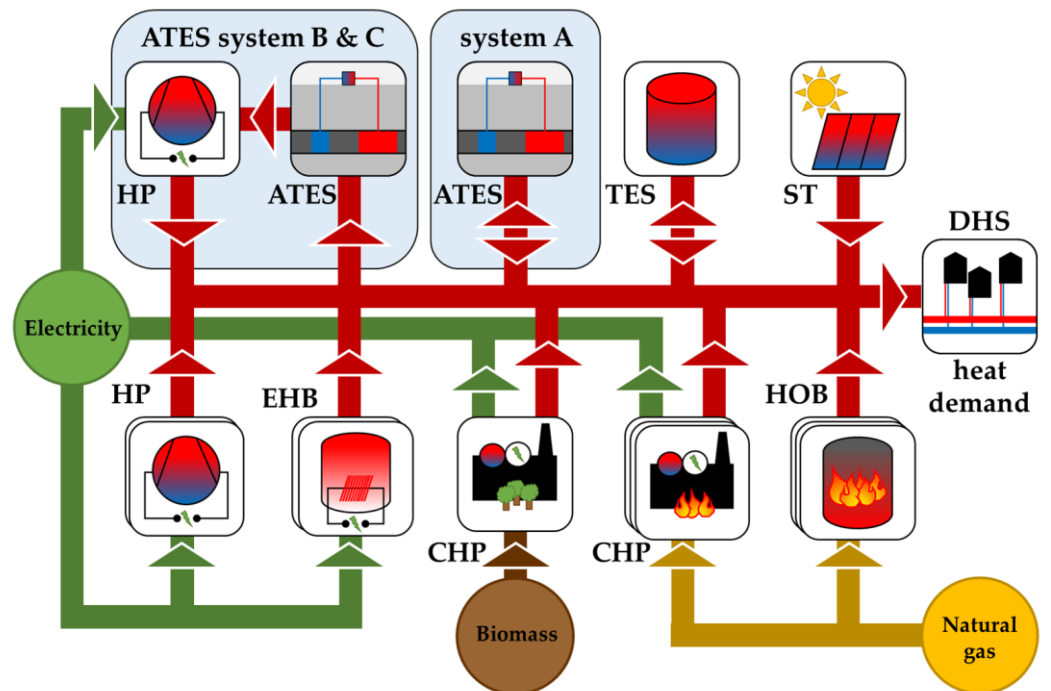 ATES system B & C
system A
HP
ATES
ATES
TES
ST
DHS
Electricity
heat
demand
HP
EHB
HOB
CHP
CHP
Biomass
Natural
gas